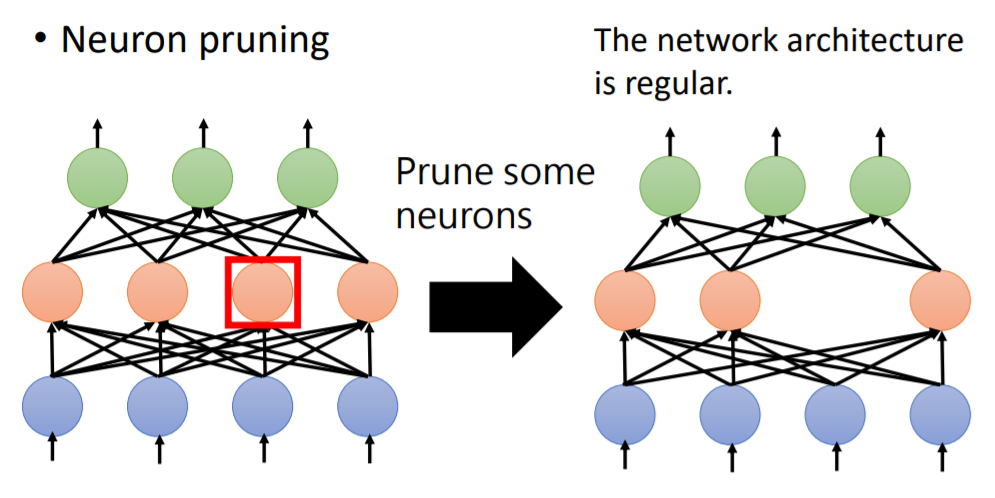 • Neuron pruning
The network architecture
is regular.
Prune some
neurons